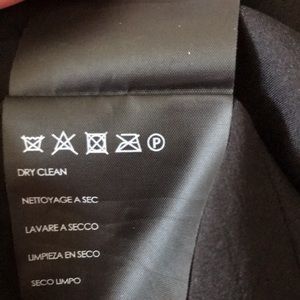 P
DRY CLEAN
NETTOYAGE A SEC
LAVARE A SECCO
LIMPIEZA EN SECO
SECO LIMPO